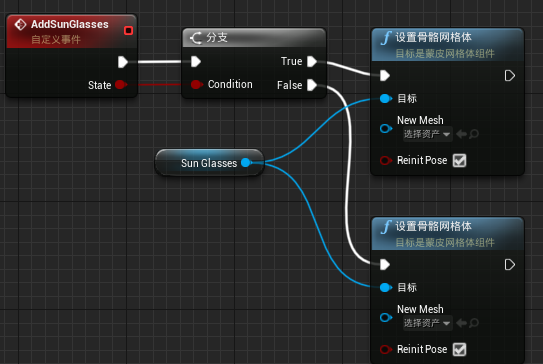 AddSunGlasses
自定义事件
State
分支
Condition
True
False
Sun Glasses
设置骨骼网格体
目标是蒙皮网格体组件
目标
New Mesh
选择资产
Reinit Pose
设置骨骼网格体
目标是蒙皮网格体组件
目标
New Mesh
选择资产
Reinit Pose